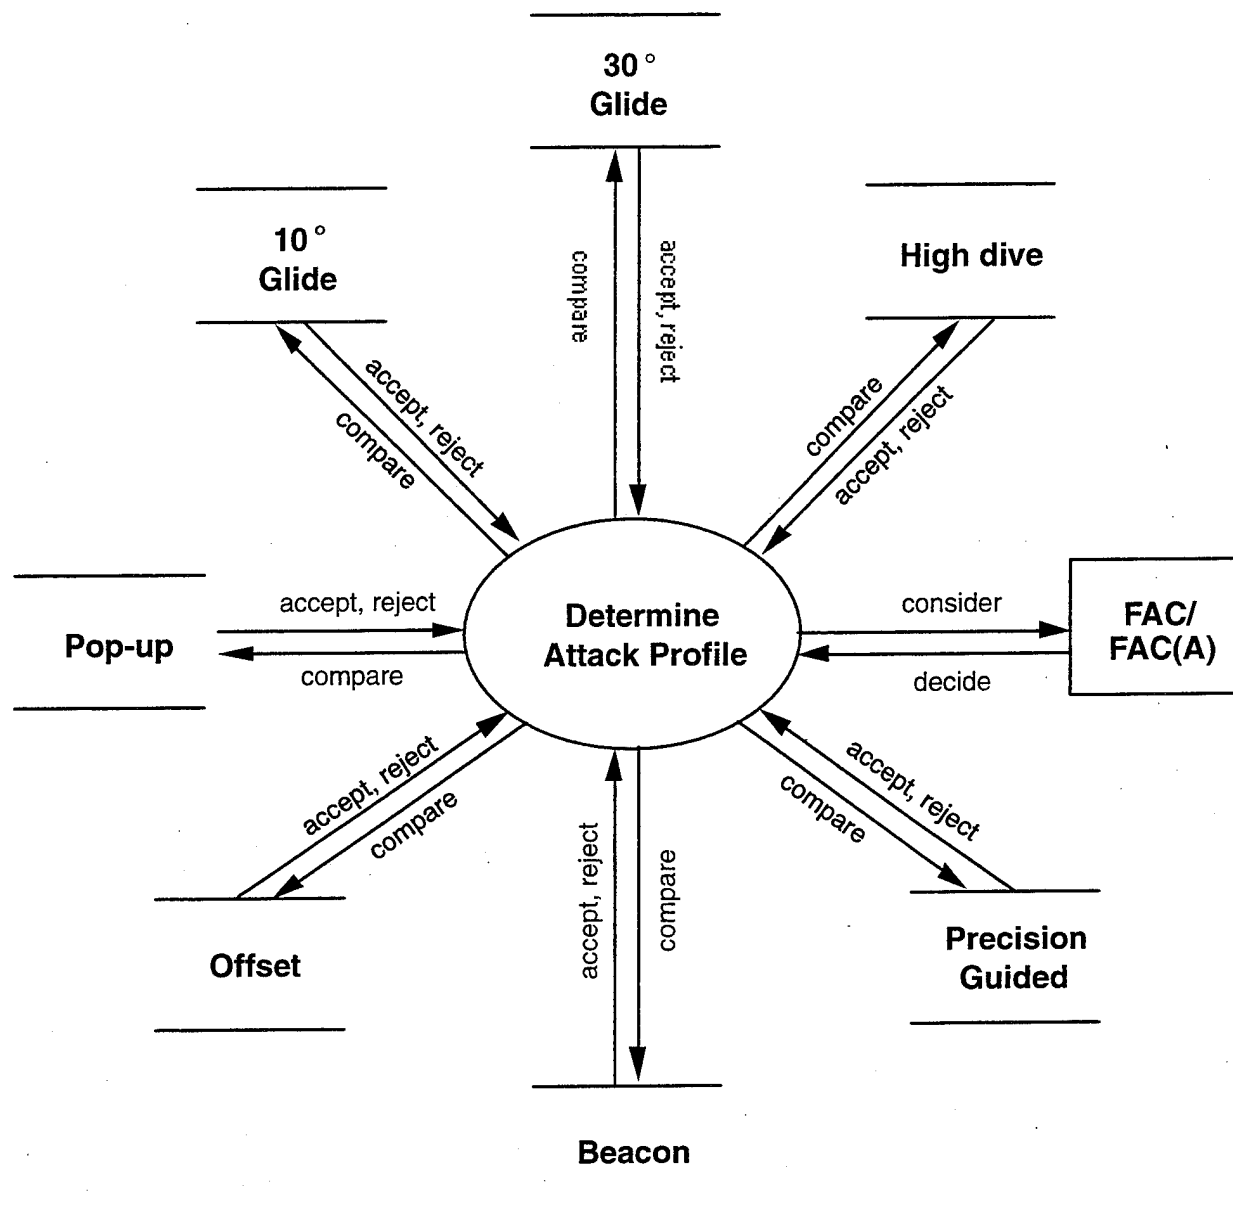 30°
Glide
10°
Glide
High dive
compare
accept, reject
accept, reject
compare
compare
accept, reject
accept, reject
compare
Pop-up
Determine
Attack Profile
consider
decide
FAC/
FAC(A)
accept, reject
compare
accept, reject
compare
accept, reject
compare
Offset
Precision
Guided
Beacon